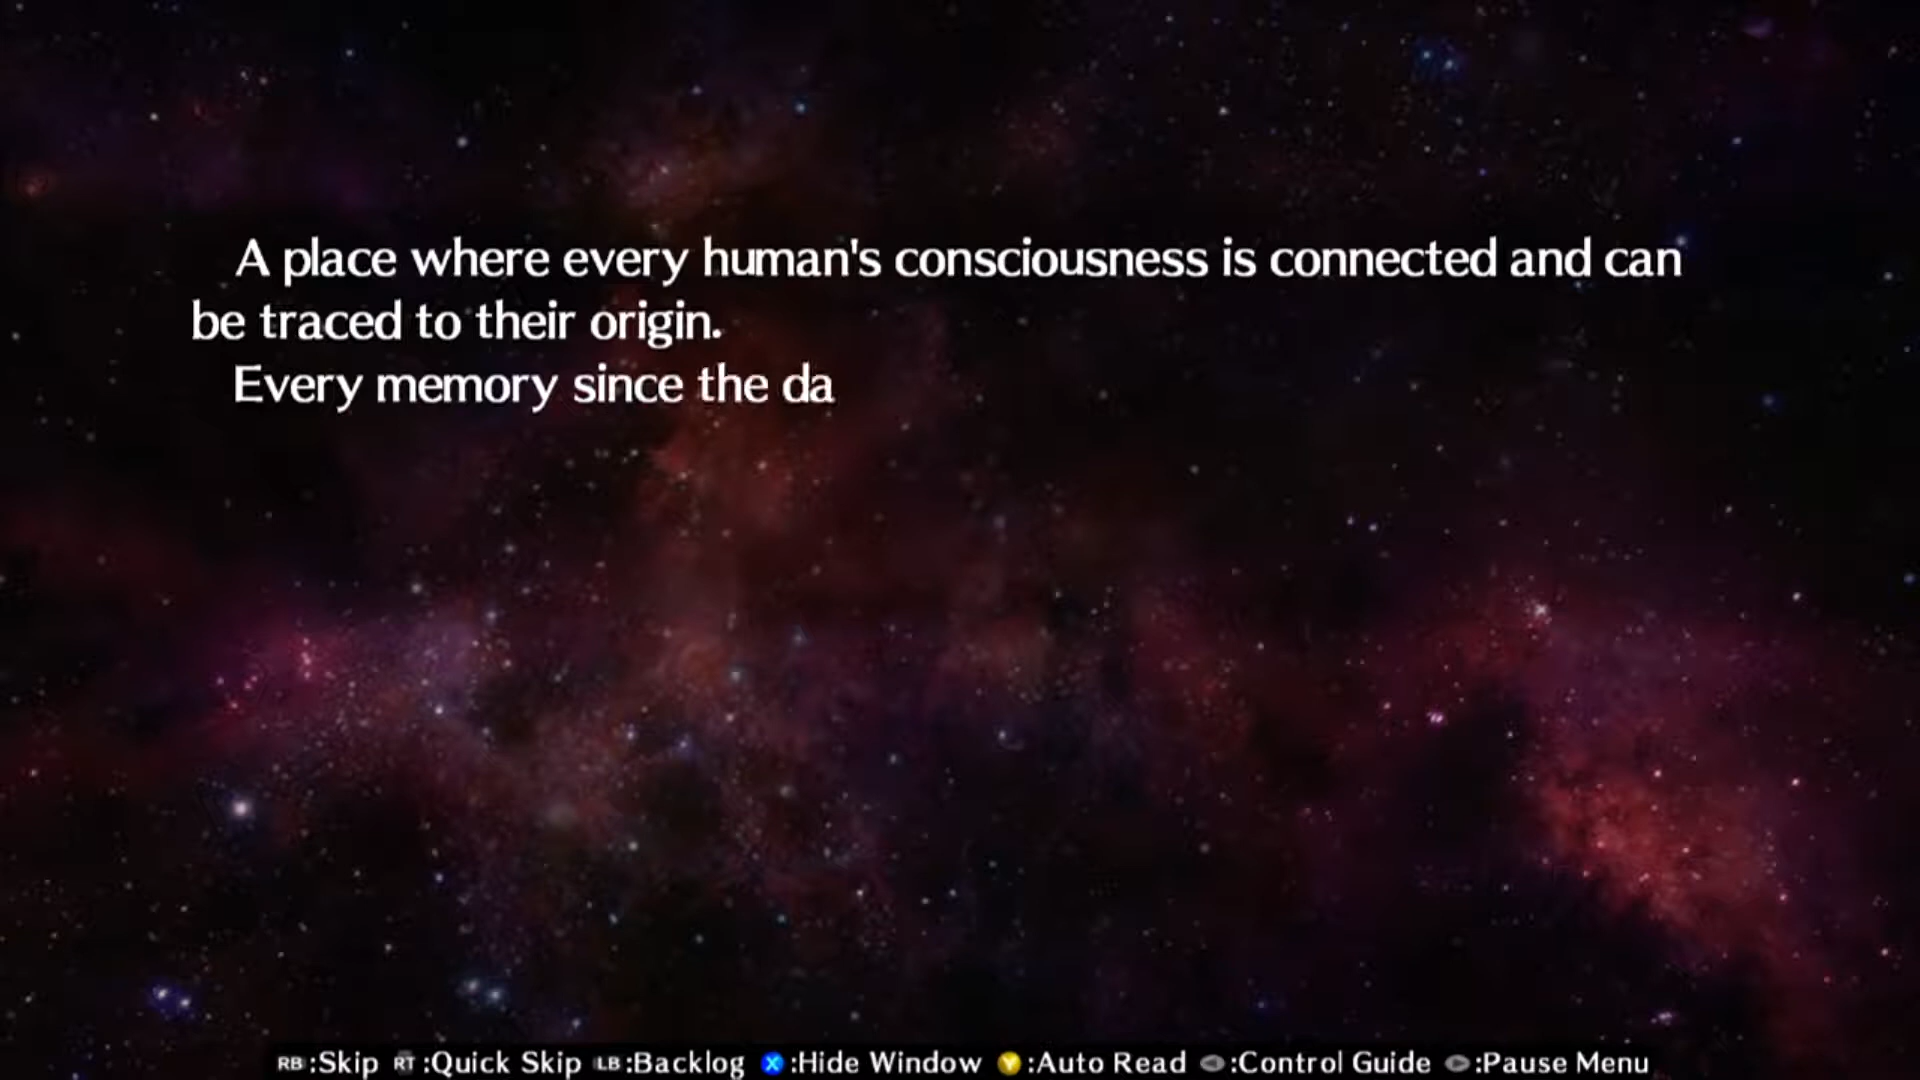 A place where every human's consciousness is connected and can
be traced to their origin.
Every memory since the da
RB:Skip RT:Quick Skip LB:Backlog X:Hide Window Y:Auto Read :Control Guide :Pause Menu